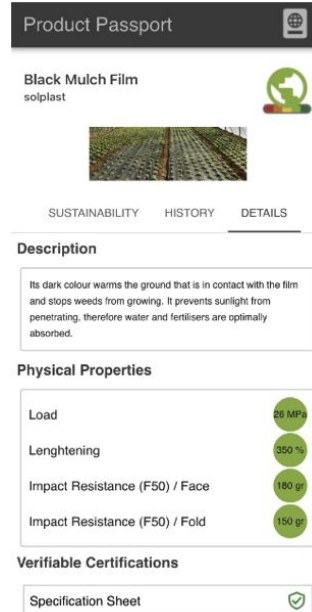 Product Passport
Black Mulch Film
solplast
SUSTAINABILITY HISTORY DETAILS
Description
Its dark colour warms the ground that is in contact with the film
and stops weeds from growing. It prevents sunlight from
penetrating, therefore water and fertilisers are optimally
absorbed.
Physical Properties
Load 26 MPa
Lenghtening 350 %
Impact Resistance (F50) / Face 180 gr
Impact Resistance (F50) / Fold 150 gr
Verifiable Certifications
Specification Sheet